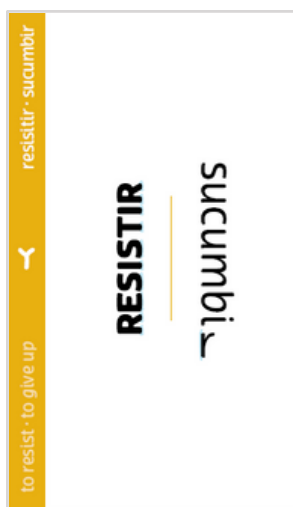 to resist · to give up
resisitir · sucumbir
RESISTIR
sucumbir